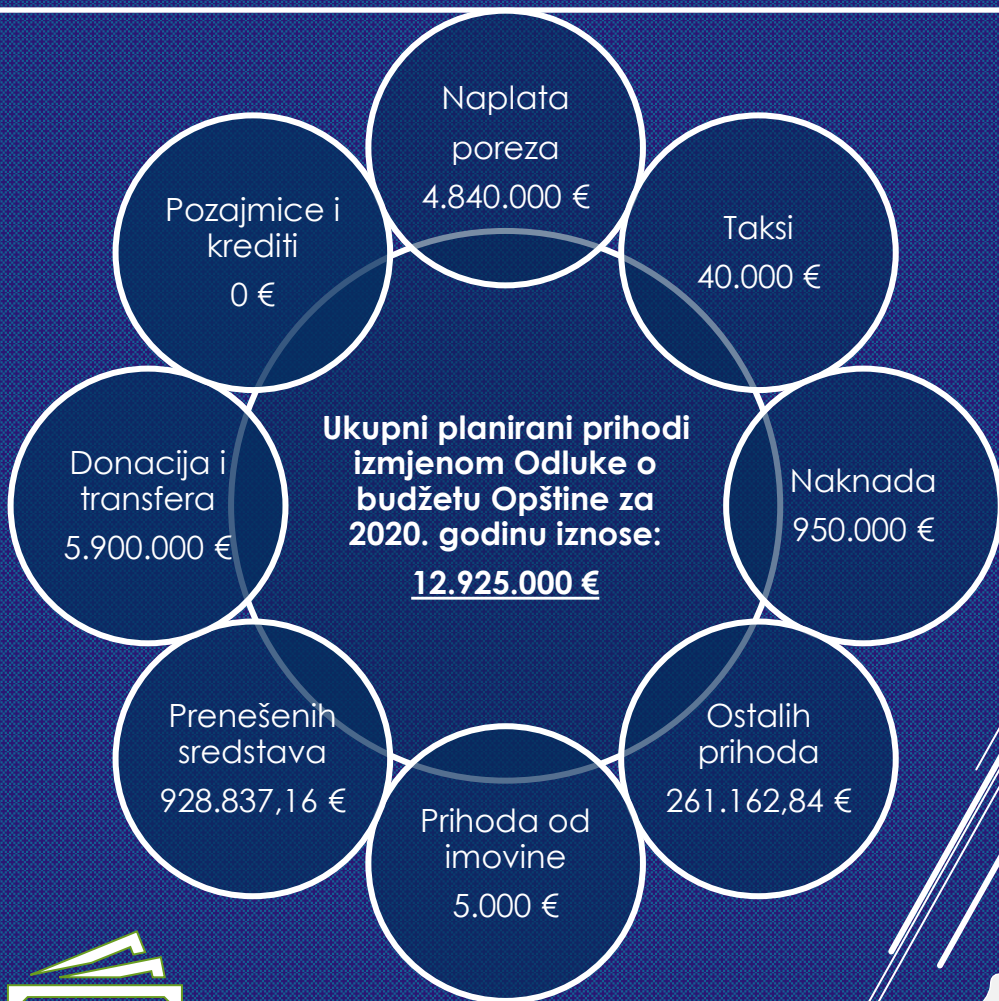 Naplata
poreza
4.840.000 €
Taksi
40.000 €
Naknada
950.000 €
Ostalih
prihoda
261.162,84 €
Prihoda od
imovine
5.000 €
Prenešenih
sredstava
928.837,16 €
Donacija i
transfera
5.900.000 €
Pozajmice i
krediti
0 €
Ukupni planirani prihodi
izmjenom Odluke o
budžetu Opštine za
2020. godinu iznose:
12.925.000 €